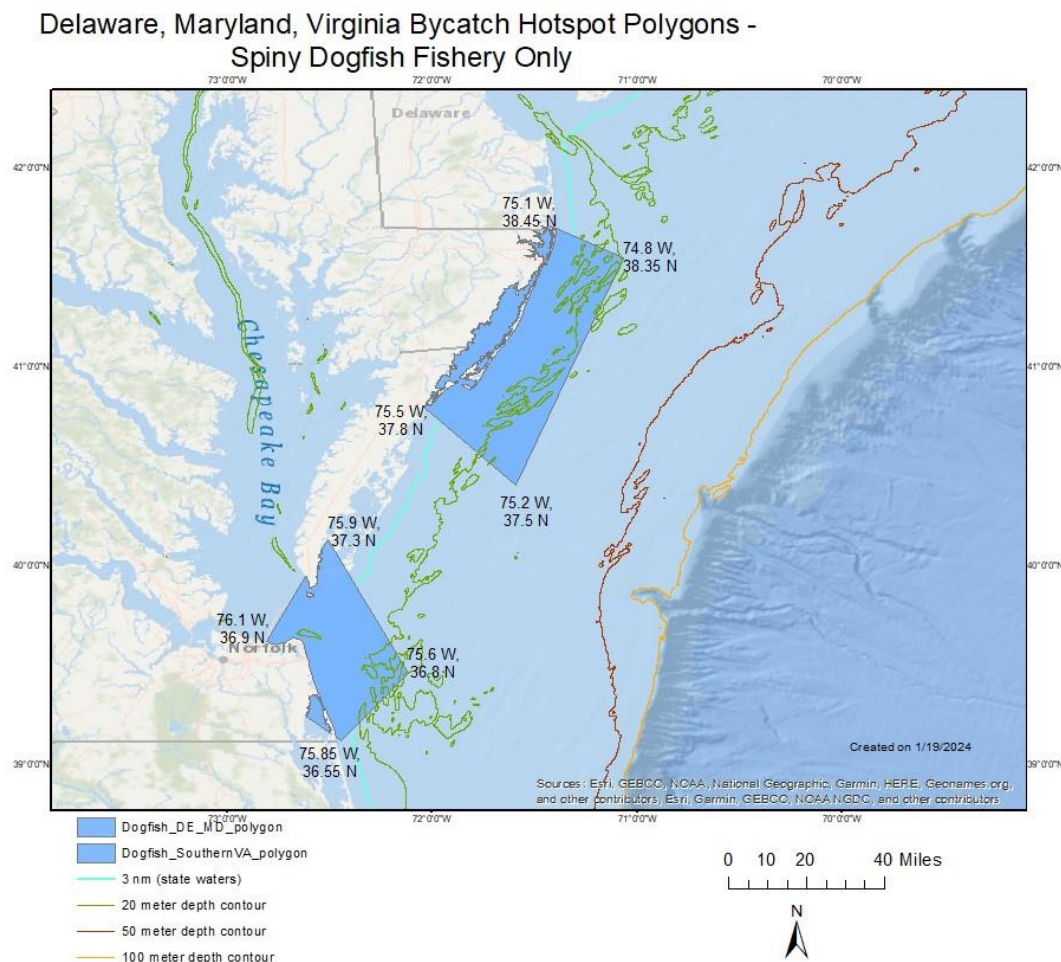 Delaware, Maryland, Virginia Bycatch Hotspot Polygons -
Spiny Dogfish Fishery Only
73°0'0"W
72°0'0"W
71°0'0"W
70°0'0"W
Delaware
42°0'0"N
42°0'0"N
75.1 W,
38.45 N
74.8 W,
38.35 N
Chesapeake Bay
41°0'0"N
41°0'0"N
75.5 W,
37.8 N
75.2 W,
37.5 N
75.9 W,
37.3 N
40°0'0"N
40°0'0"N
76.1 W,
36.9 N
Norfolk
75.6 W,
36.8 N
75.85 W,
36.55 N
Created on 1/19/2024
39°0'0"N
39°0'0"N
Sources: Esri, GEBCO, NOAA, National Geographic, Garmin, HERE, Geonames.org,
and other contributors, Esri, Garmin, GEBCO, NOAA NGDC, and other contributors
73°0'0"W
72°0'0"W
71°0'0"W
70°0'0"W
Dogfish_DE_MD_polygon
Dogfish_SouthernVA_polygon
3 nm (state waters)
20 meter depth contour
50 meter depth contour
100 meter depth contour
0 10 20 40 Miles
N